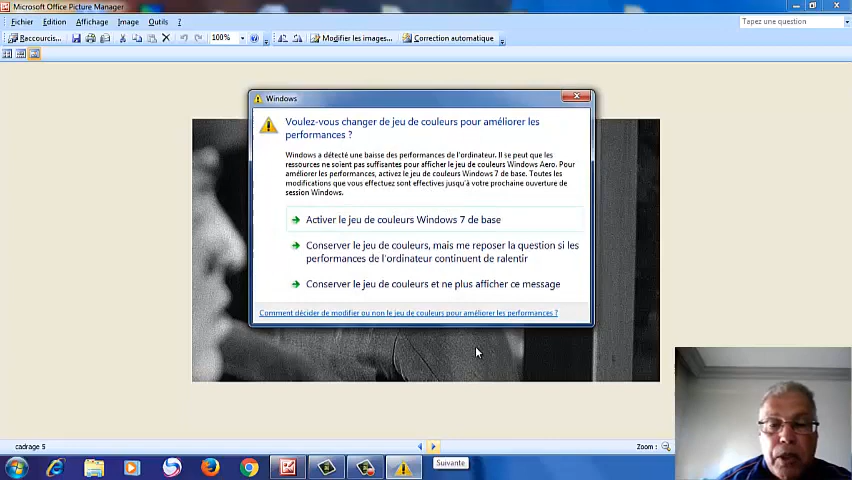 Microsoft Office Picture Manager
Fichier Edition Affichage Image Outils ?
Tapez une question
Raccourcis... 100% Modifier les images... Correction automatique
Windows
Voulez-vous changer de jeu de couleurs pour améliorer les
performances ?
Windows a détecté une baisse des performances de l'ordinateur. Il se peut que les
ressources ne soient pas suffisantes pour afficher le jeu de couleurs Windows Aero. Pour
améliorer les performances, activez le jeu de couleurs Windows 7 de base. Toutes les
modifications que vous effectuez sont effectives jusqu'à votre prochaine ouverture de
session Windows.
Activer le jeu de couleurs Windows 7 de base
Conserver le jeu de couleurs, mais me reposer la question si les
performances de l'ordinateur continuent de ralentir
Conserver le jeu de couleurs et ne plus afficher ce message
Comment décider de modifier ou non le jeu de couleurs pour améliorer les performances ?
cadrage 5
Zoom :
Suivante